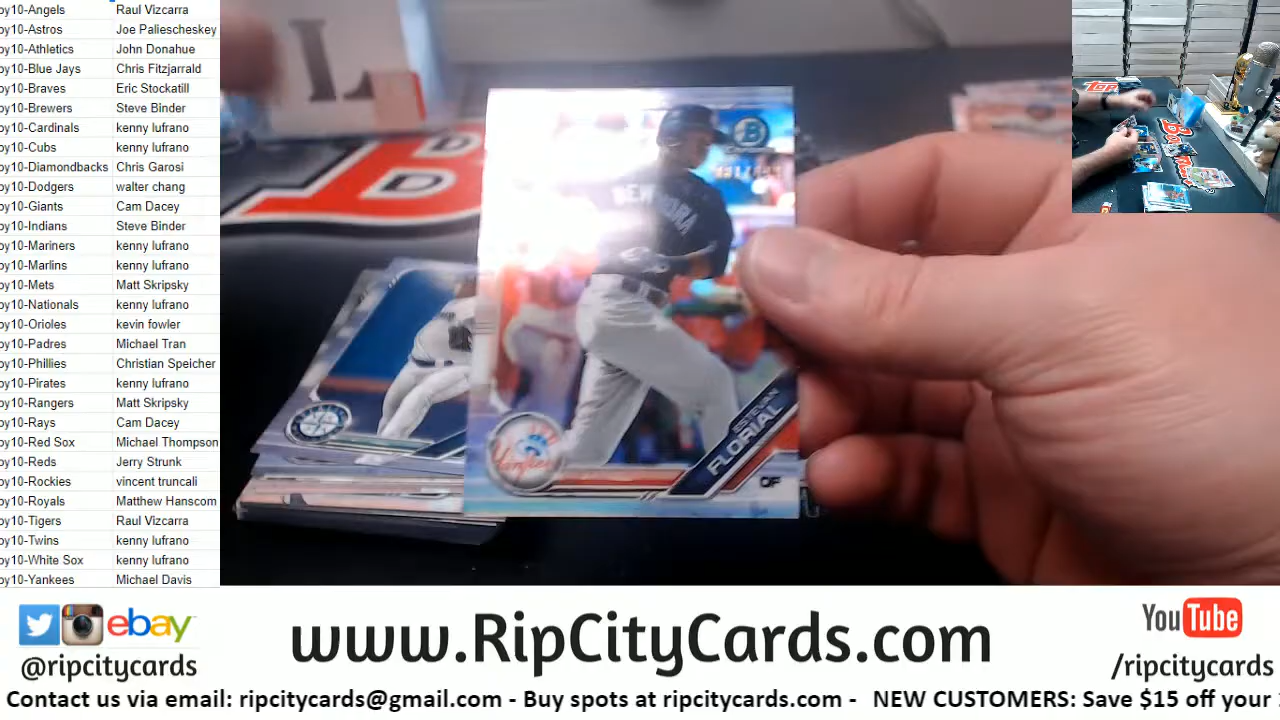 oy10-Angels Raul Vizcarra
oy10-Astros Joe Paliescheskey
oy10-Athletics John Donahue
oy10-Blue Jays Chris Fitzjarrald
oy10-Braves Eric Stockatill
oy10-Brewers Steve Binder
oy10-Cardinals kenny lufrano
oy10-Cubs kenny lufrano
oy10-Diamondbacks Chris Garosi
oy10-Dodgers walter chang
oy10-Giants Cam Dacey
oy10-Indians Steve Binder
oy10-Mariners kenny lufrano
oy10-Marlins kenny lufrano
oy10-Mets Matt Skripsky
oy10-Nationals kenny lufrano
oy10-Orioles kevin fowler
oy10-Padres Michael Tran
oy10-Phillies Christian Speicher
oy10-Pirates kenny lufrano
oy10-Rangers Matt Skripsky
oy10-Rays Cam Dacey
oy10-Red Sox Michael Thompson
oy10-Reds Jerry Strunk
oy10-Rockies vincent truncali
oy10-Royals Matthew Hanscom
oy10-Tigers Raul Vizcarra
oy10-Twins kenny lufrano
oy10-White Sox kenny lufrano
oy10-Yankees Michael Davis
FLORIAL
OF
Yankees
ebay
@ripcitycards
www.RipCityCards.com
YouTube
/ripcitycards
Contact us via email: ripcitycards@gmail.com - Buy spots at ripcitycards.com - NEW CUSTOMERS: Save $15 off your